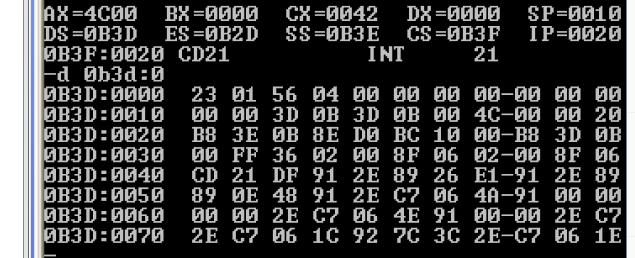 AX=4C00 BX=0000 CX=0042 DX=0000 SP=0010
DS=0B3D ES=0B2D SS=0B3E CS=0B3F IP=0020
0B3F:0020 CD21 INT 21
-d 0b3d:0
0B3D:0000 23 01 56 04 00 00 00 00-00 00 00
0B3D:0010 00 00 3D 0B 3D 0B 00 4C-00 00 20
0B3D:0020 B8 3E 0B 8E D0 BC 10 00-B8 3D 0B
0B3D:0030 00 FF 36 02 00 8F 06 02-00 8F 06
0B3D:0040 CD 21 DF 91 2E 89 26 E1-91 2E 89
0B3D:0050 89 0E 48 91 2E C7 06 4A-91 00 00
0B3D:0060 00 00 2E C7 06 4E 91 00-00 2E C7
0B3D:0070 2E C7 06 1C 92 7C 3C 2E-C7 06 1E
-